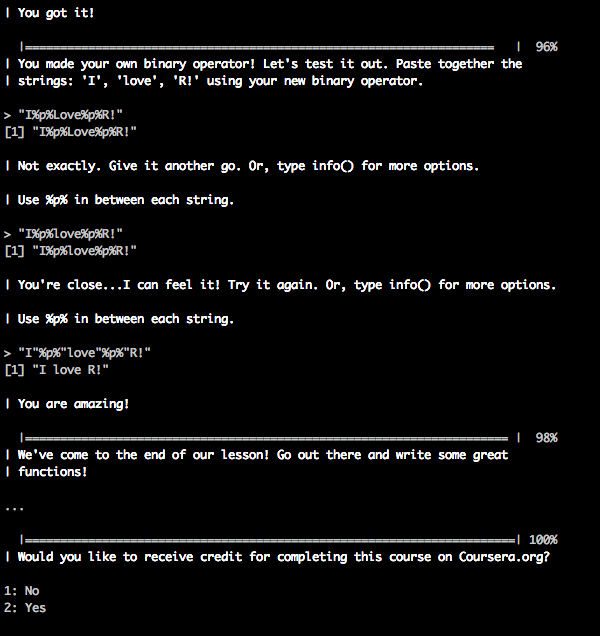 | You got it!
|=================================================================== | 96%
| You made your own binary operator! Let's test it out. Paste together the
| strings: 'I', 'love', 'R!' using your new binary operator.
> "I%p%Love%p%R!"
[1] "I%p%Love%p%R!"
| Not exactly. Give it another go. Or, type info() for more options.
| Use %p% in between each string.
> "I%p%love%p%R!"
[1] "I%p%love%p%R!"
| You're close...I can feel it! Try it again. Or, type info() for more options.
| Use %p% in between each string.
> "I"%p%"love"%p%"R!"
[1] "I love R!"
| You are amazing!
|===================================================================== | 98%
| We've come to the end of our lesson! Go out there and write some great
| functions!
...
|======================================================================| 100%
| Would you like to receive credit for completing this course on Coursera.org?
1: No
2: Yes